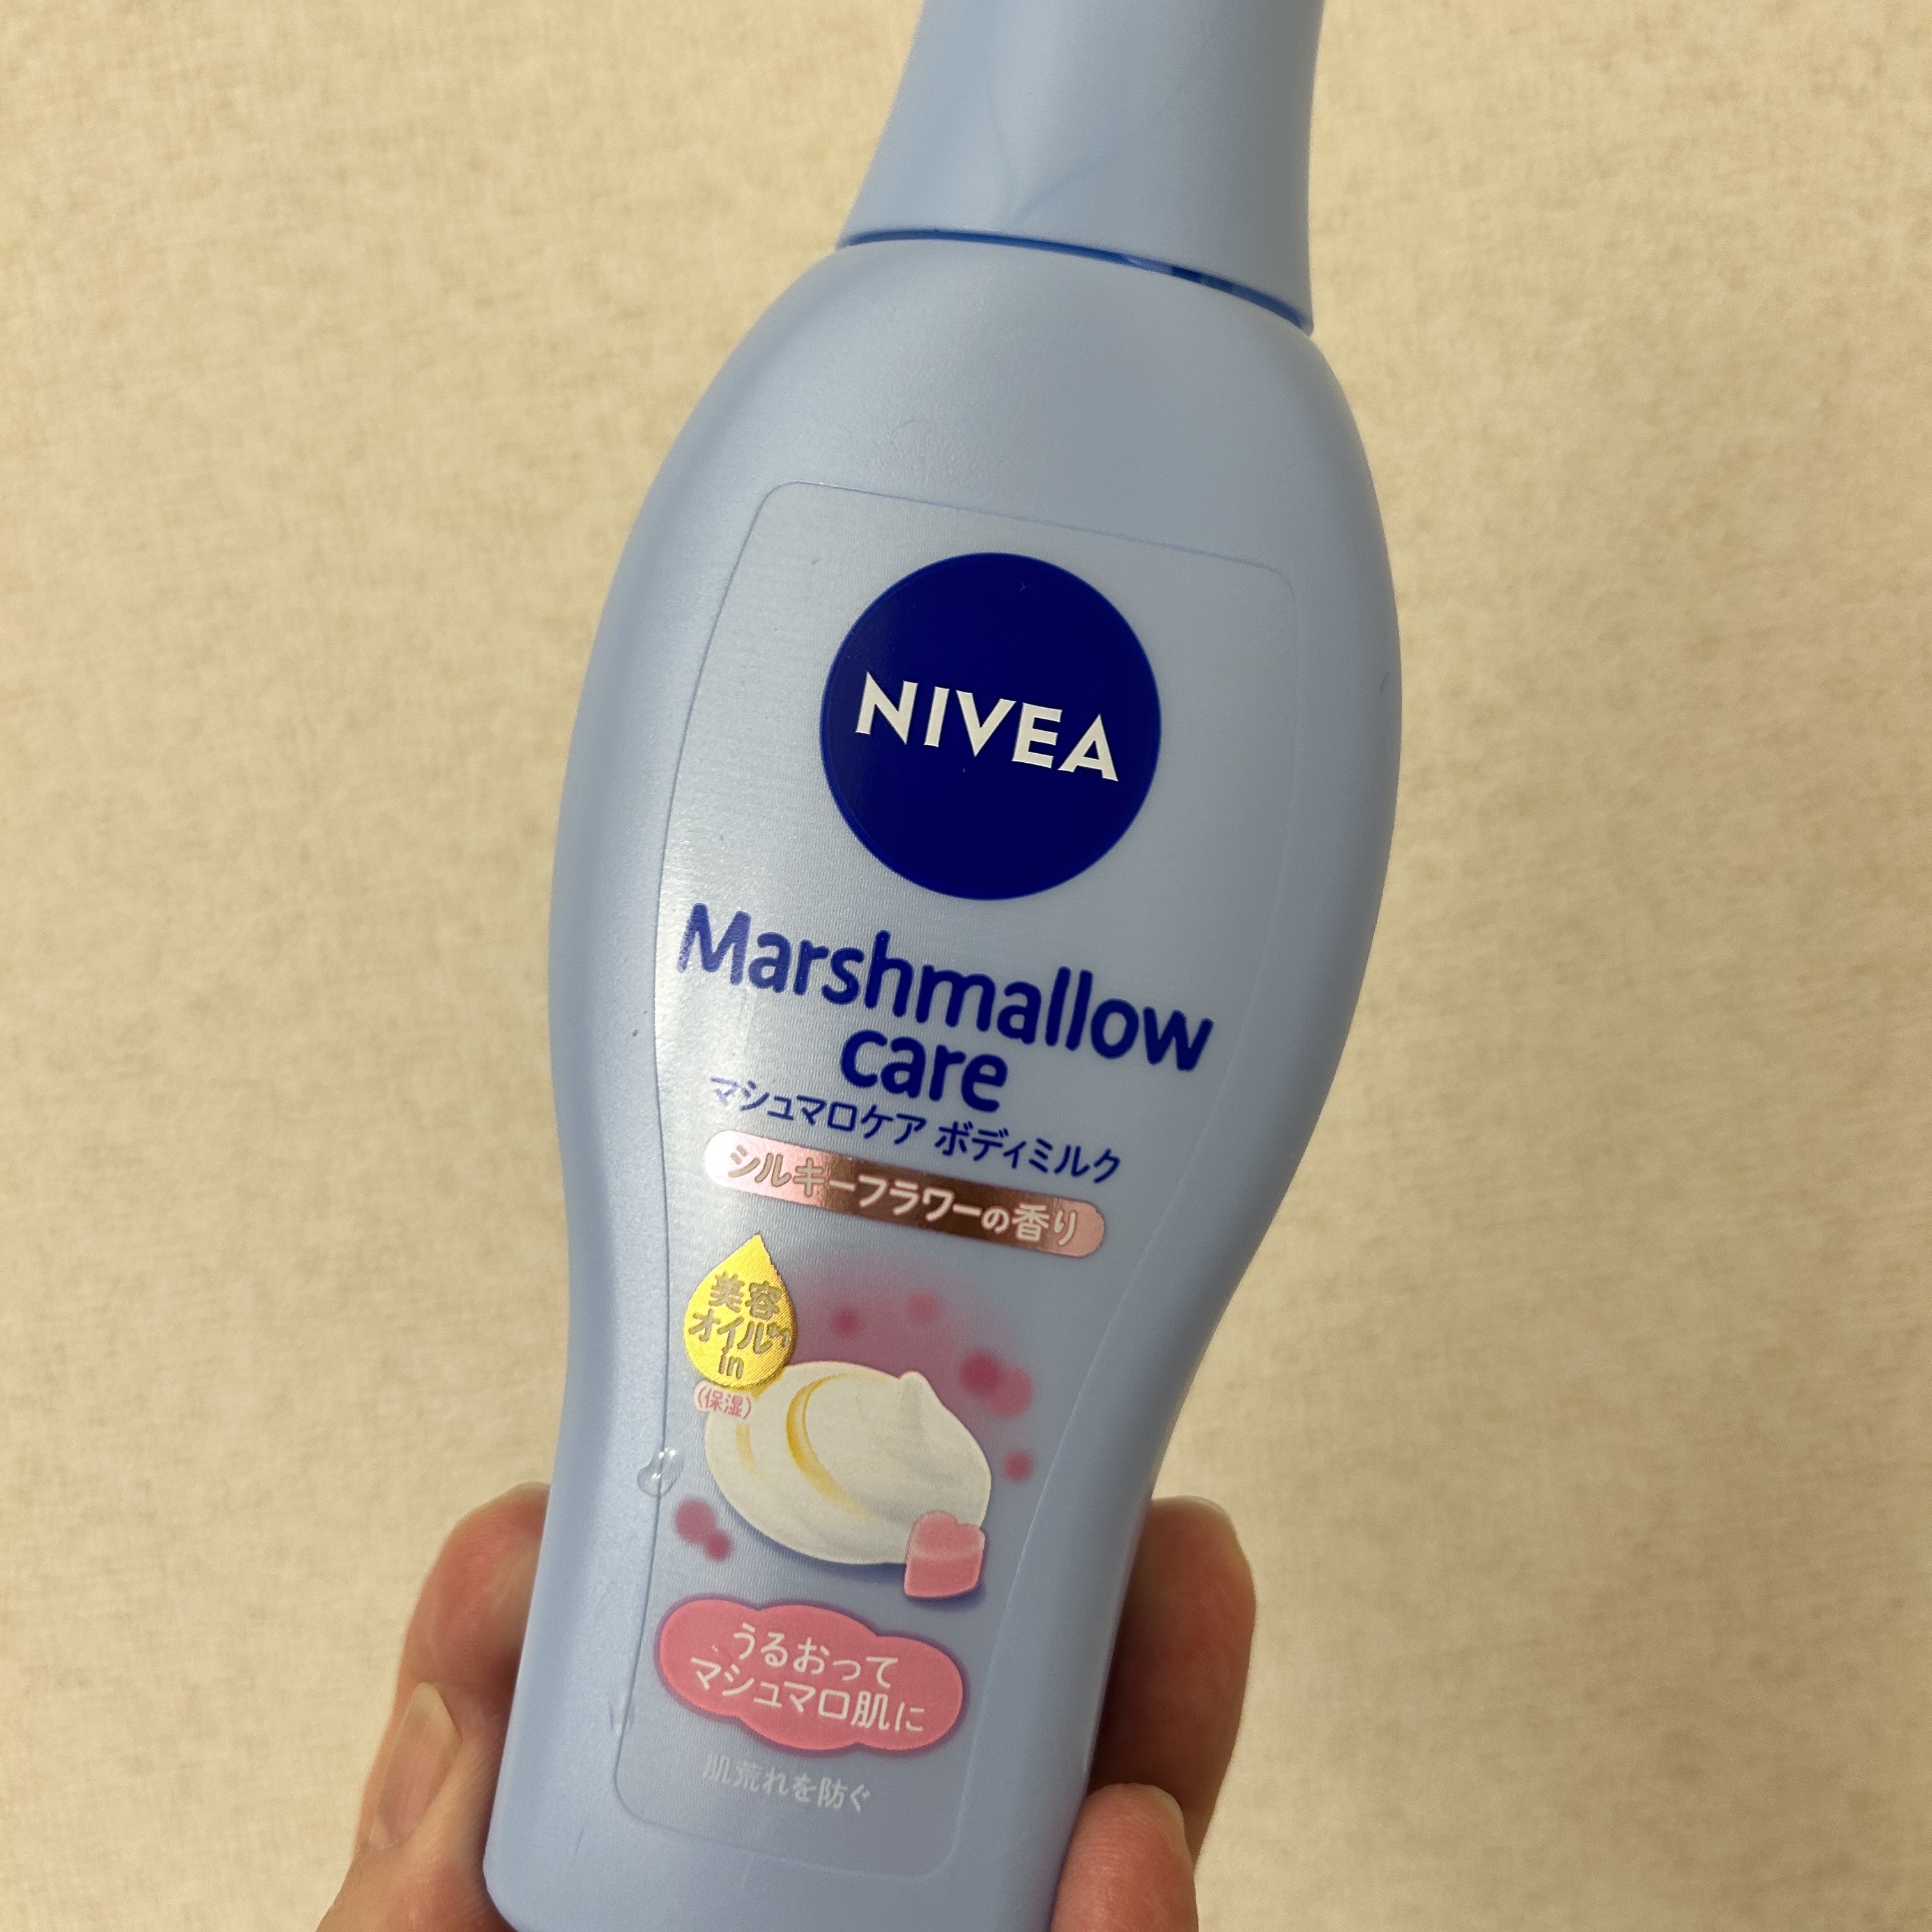 NIVEA
Marshmallow
care
マシュマロケア ボディミルク
シルキーフラワーの香り
美容
オイル*1
in
(保湿)
うるおって
マシュマロ肌に
肌荒れを防ぐ